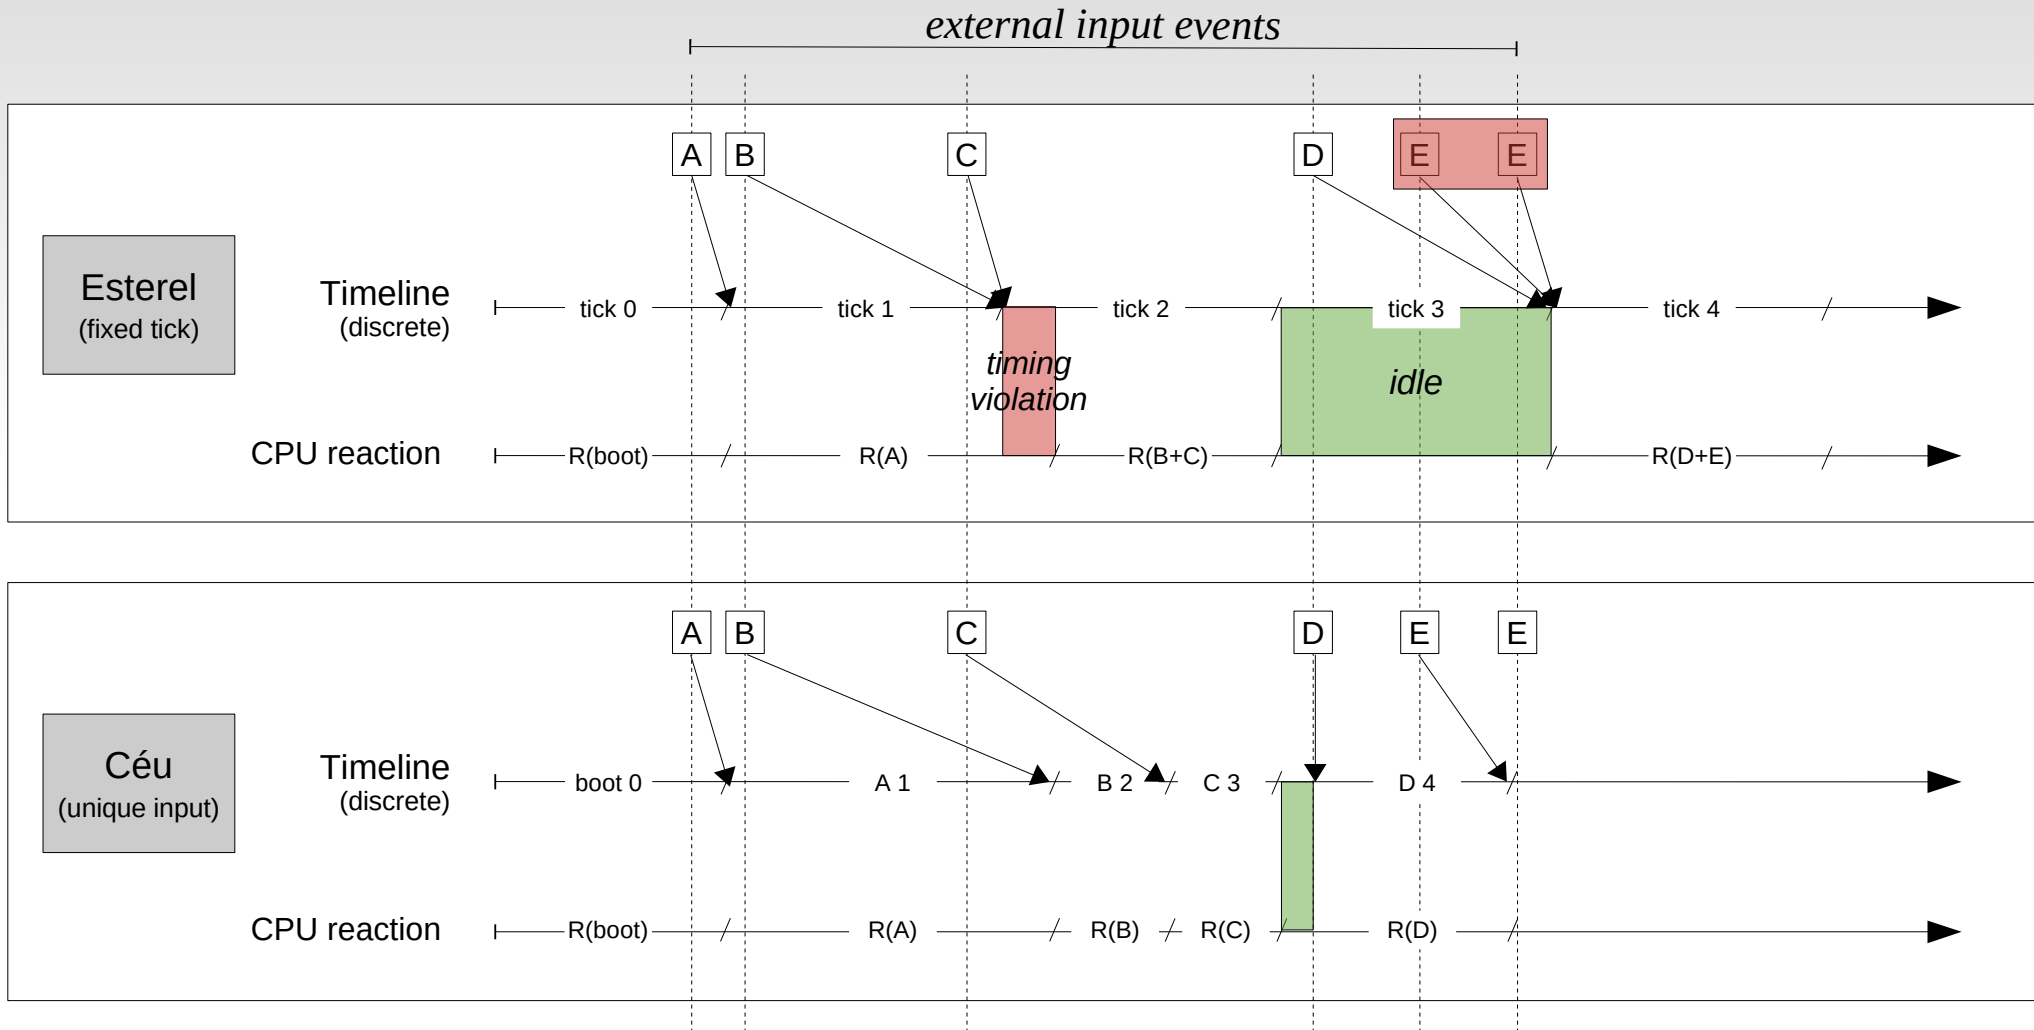 external input events
A B C D E E
Esterel
(fixed tick)
Timeline
(discrete)
tick 0 tick 1 tick 2 tick 3 tick 4
timing
violation
idle
CPU reaction
R(boot) R(A) R(B+C) R(D+E)
A B C D E E
Céu
(unique input)
Timeline
(discrete)
boot 0 A 1 B 2 C 3 D 4
CPU reaction
R(boot) R(A) R(B) R(C) R(D)